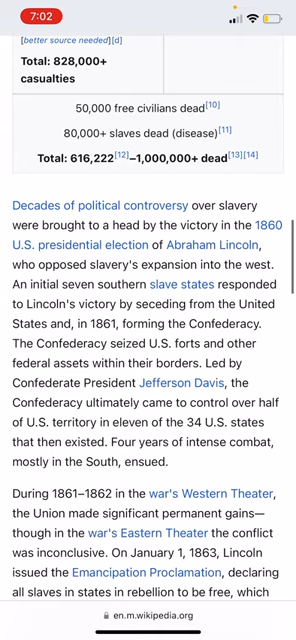 7:02
[better source needed][d]
Total: 828,000+
casualties
50,000 free civilians dead[10]
80,000+ slaves dead (disease)[11]
Total: 616,222[12]–1,000,000+ dead[13][14]
Decades of political controversy over slavery
were brought to a head by the victory in the 1860
U.S. presidential election of Abraham Lincoln,
who opposed slavery's expansion into the west.
An initial seven southern slave states responded
to Lincoln's victory by seceding from the United
States and, in 1861, forming the Confederacy.
The Confederacy seized U.S. forts and other
federal assets within their borders. Led by
Confederate President Jefferson Davis, the
Confederacy ultimately came to control over half
of U.S. territory in eleven of the 34 U.S. states
that then existed. Four years of intense combat,
mostly in the South, ensued.
During 1861–1862 in the war's Western Theater,
the Union made significant permanent gains—
though in the war's Eastern Theater the conflict
was inconclusive. On January 1, 1863, Lincoln
issued the Emancipation Proclamation, declaring
all slaves in states in rebellion to be free, which
en.m.wikipedia.org